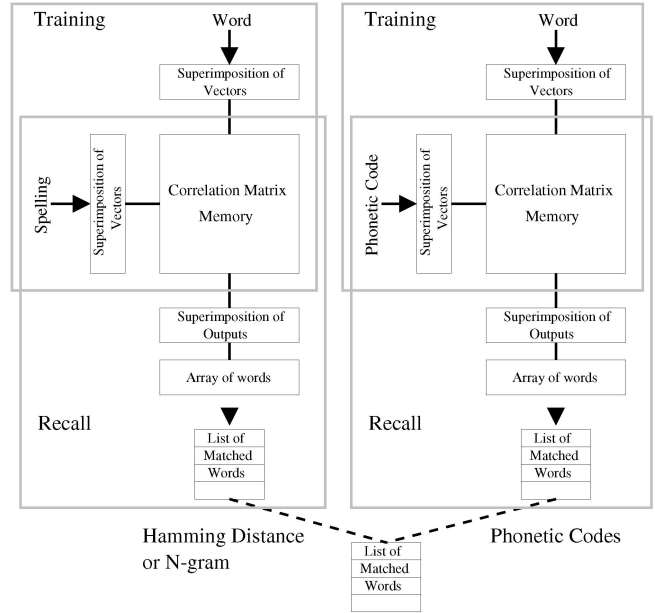 Training
Word
Superimposition of
Vectors
Spelling
Superimposition of
Vectors
Correlation Matrix
Memory
Superimposition of
Outputs
Array of words
Recall
List of
Matched
Words
Hamming Distance
or N-gram
Training
Word
Superimposition of
Vectors
Phonetic Code
Superimposition of
Vectors
Correlation Matrix
Memory
Superimposition of
Outputs
Array of words
Recall
List of
Matched
Words
Phonetic Codes
List of
Matched
Words